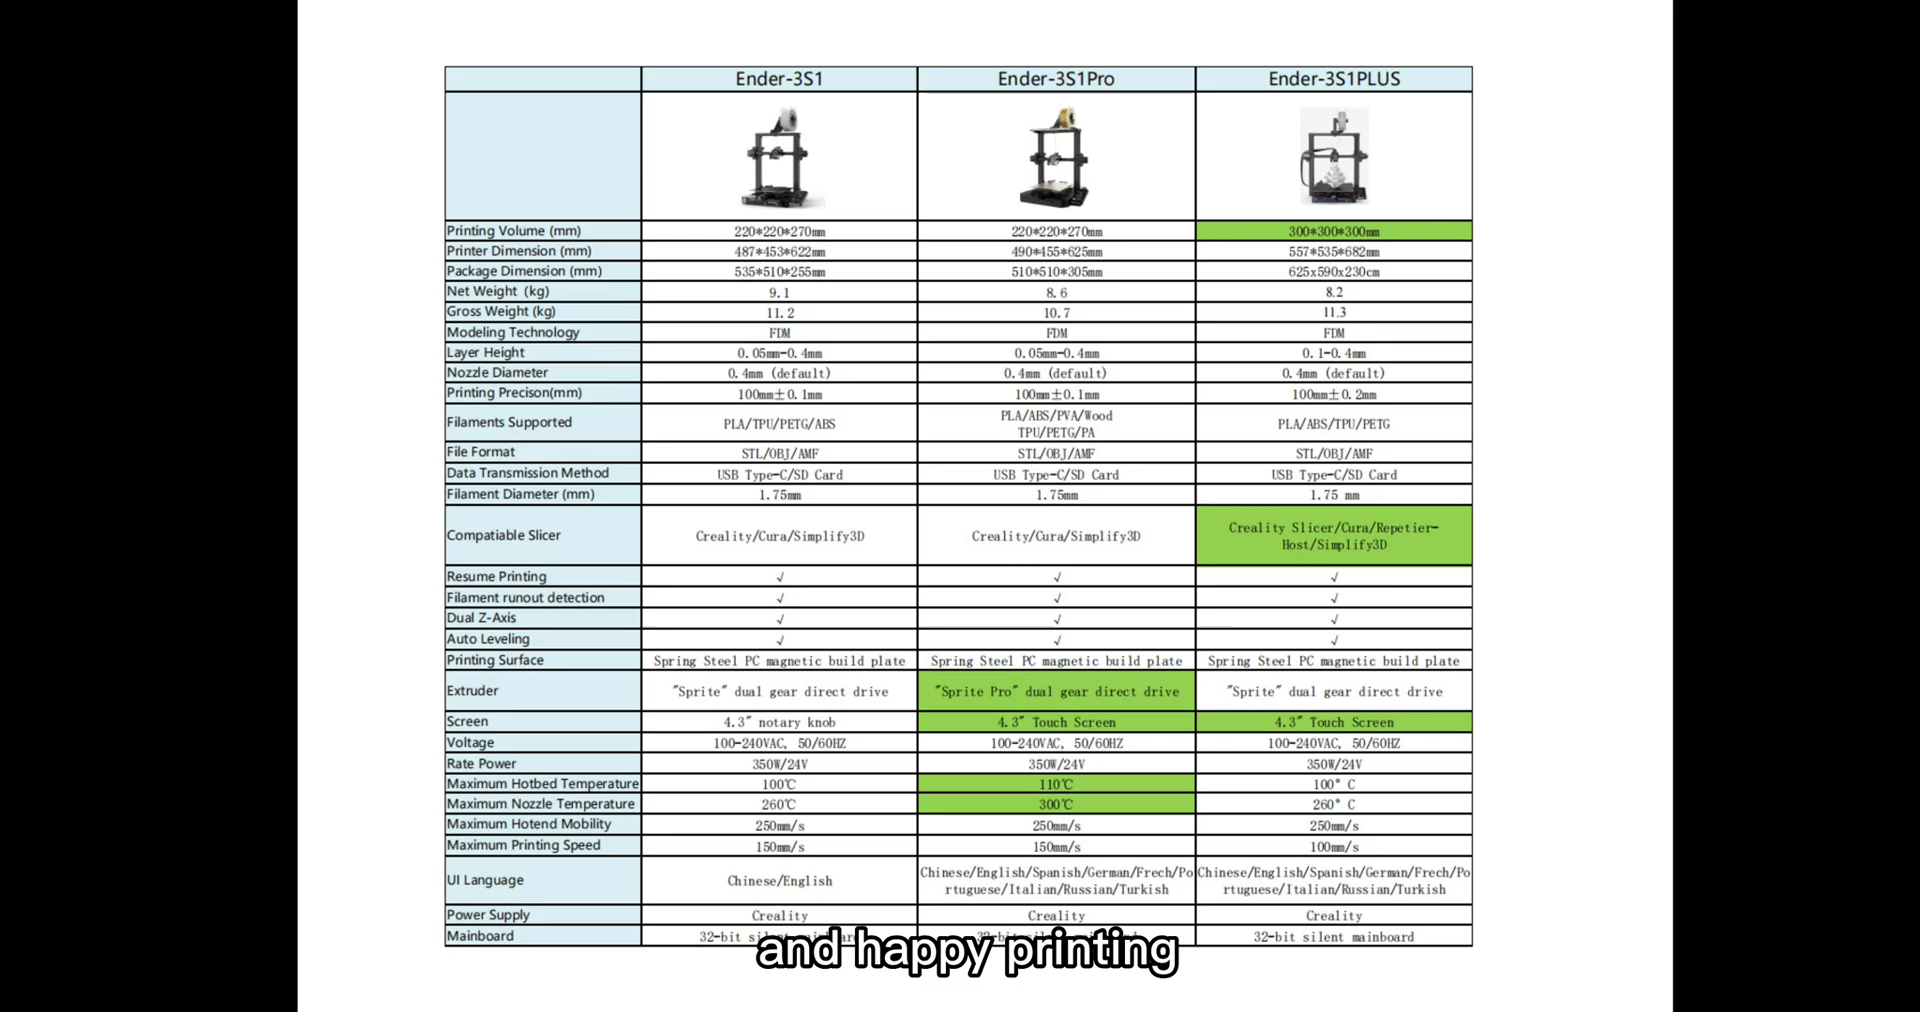 Ender-3S1 Ender-3S1Pro Ender-3S1PLUS
Printing Volume (mm) 220*220*270mm 220*220*270mm 300*300*300mm
Printer Dimension (mm) 487*453*622mm 490*455*625mm 557*535*682mm
Package Dimension (mm) 535*510*255mm 510*510*305mm 625x590x230cm
Net Weight (kg) 9.1 8.6 8.2
Gross Weight (kg) 11.2 10.7 11.3
Modeling Technology FDM FDM FDM
Layer Height 0.05mm-0.4mm 0.05mm-0.4mm 0.1-0.4mm
Nozzle Diameter 0.4mm (default) 0.4mm (default) 0.4mm (default)
Printing Precison(mm) 100mm±0.1mm 100mm±0.1mm 100mm±0.2mm
Filaments Supported PLA/TPU/PETG/ABS PLA/ABS/PVA/Wood
TPU/PETG/PA PLA/ABS/TPU/PETG
File Format STL/OBJ/AMF STL/OBJ/AMF STL/OBJ/AMF
Data Transmission Method USB Type-C/SD Card USB Type-C/SD Card USB Type-C/SD Card
Filament Diameter (mm) 1.75mm 1.75mm 1.75 mm
Compatiable Slicer Creality/Cura/Simplify3D Creality/Cura/Simplify3D Creality Slicer/Cura/Repetier-
Host/Simplify3D
Resume Printing √ √ √
Filament runout detection √ √ √
Dual Z-Axis √ √ √
Auto Leveling √ √ √
Printing Surface Spring Steel PC magnetic build plate Spring Steel PC magnetic build plate Spring Steel PC magnetic build plate
Extruder "Sprite" dual gear direct drive "Sprite Pro" dual gear direct drive "Sprite" dual gear direct drive
Screen 4.3" notary knob 4.3" Touch Screen 4.3" Touch Screen
Voltage 100-240VAC, 50/60HZ 100-240VAC, 50/60HZ 100-240VAC, 50/60HZ
Rate Power 350W/24V 350W/24V 350W/24V
Maximum Hotbed Temperature 100℃ 110℃ 100° C
Maximum Nozzle Temperature 260℃ 300℃ 260° C
Maximum Hotend Mobility 250mm/s 250mm/s 250mm/s
Maximum Printing Speed 150mm/s 150mm/s 100mm/s
UI Language Chinese/English Chinese/English/Spanish/German/Frech/Po
rtuguese/Italian/Russian/Turkish Chinese/English/Spanish/German/Frech/Po
rtuguese/Italian/Russian/Turkish
Power Supply Creality Creality Creality
Mainboard 32-bit 32-bit silent mainboard
and happy printing